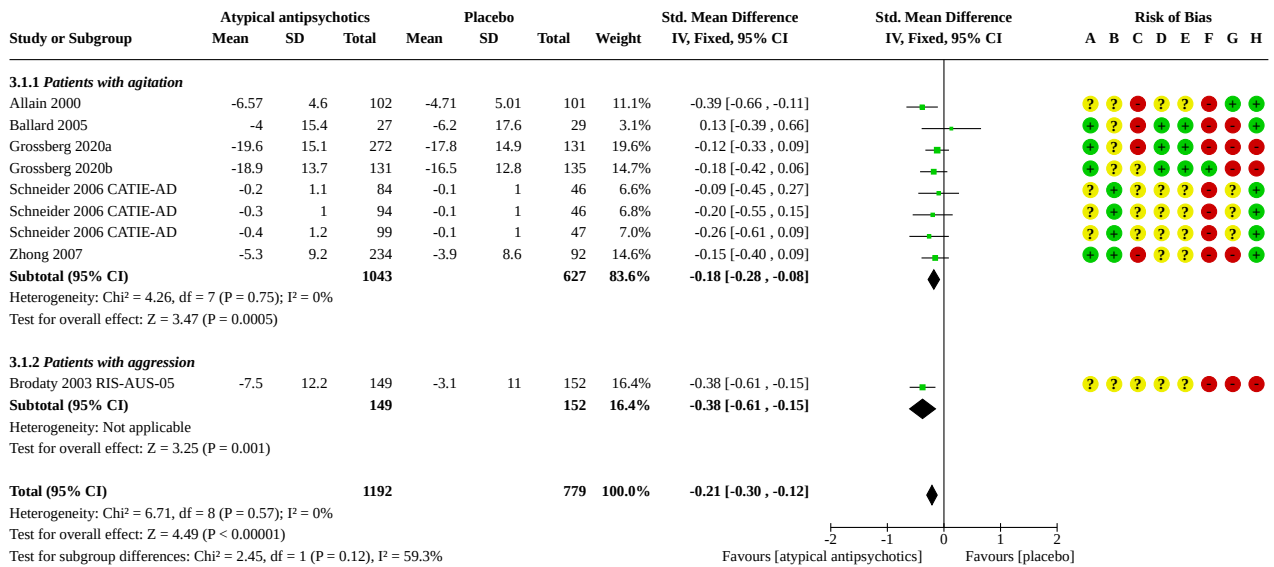 Atypical antipsychotics Placebo Std. Mean Difference Std. Mean Difference Risk of Bias
Study or Subgroup Mean SD Total Mean SD Total Weight IV, Fixed, 95% CI IV, Fixed, 95% CI A B C D E F G H
3.1.1 Patients with agitation
Allain 2000 -6.57 4.6 102 -4.71 5.01 101 11.1% -0.39 [-0.66 , -0.11] ? ? - ? ? - + +
Ballard 2005 -4 15.4 27 -6.2 17.6 29 3.1% 0.13 [-0.39 , 0.66] + ? - + + - - +
Grossberg 2020a -19.6 15.1 272 -17.8 14.9 131 19.6% -0.12 [-0.33 , 0.09] + ? - + + - - -
Grossberg 2020b -18.9 13.7 131 -16.5 12.8 135 14.7% -0.18 [-0.42 , 0.06] + ? ? + + + - -
Schneider 2006 CATIE-AD -0.2 1.1 84 -0.1 1 46 6.6% -0.09 [-0.45 , 0.27] ? + ? ? ? - ? +
Schneider 2006 CATIE-AD -0.3 1 94 -0.1 1 46 6.8% -0.20 [-0.55 , 0.15] ? + ? ? ? - ? +
Schneider 2006 CATIE-AD -0.4 1.2 99 -0.1 1 47 7.0% -0.26 [-0.61 , 0.09] ? + ? ? ? - ? +
Zhong 2007 -5.3 9.2 234 -3.9 8.6 92 14.6% -0.15 [-0.40 , 0.09] + + - ? ? - - +
Subtotal (95% CI) 1043 627 83.6% -0.18 [-0.28 , -0.08]
Heterogeneity: Chi² = 4.26, df = 7 (P = 0.75); I² = 0%
Test for overall effect: Z = 3.47 (P = 0.0005)
3.1.2 Patients with aggression
Brodaty 2003 RIS-AUS-05 -7.5 12.2 149 -3.1 11 152 16.4% -0.38 [-0.61 , -0.15] ? ? ? ? ? - - -
Subtotal (95% CI) 149 152 16.4% -0.38 [-0.61 , -0.15]
Heterogeneity: Not applicable
Test for overall effect: Z = 3.25 (P = 0.001)
Total (95% CI) 1192 779 100.0% -0.21 [-0.30 , -0.12]
Heterogeneity: Chi² = 6.71, df = 8 (P = 0.57); I² = 0%
Test for overall effect: Z = 4.49 (P < 0.00001)
-2 -1 0 1 2
Test for subgroup differences: Chi² = 2.45, df = 1 (P = 0.12), I² = 59.3% Favours [atypical antipsychotics] Favours [placebo]